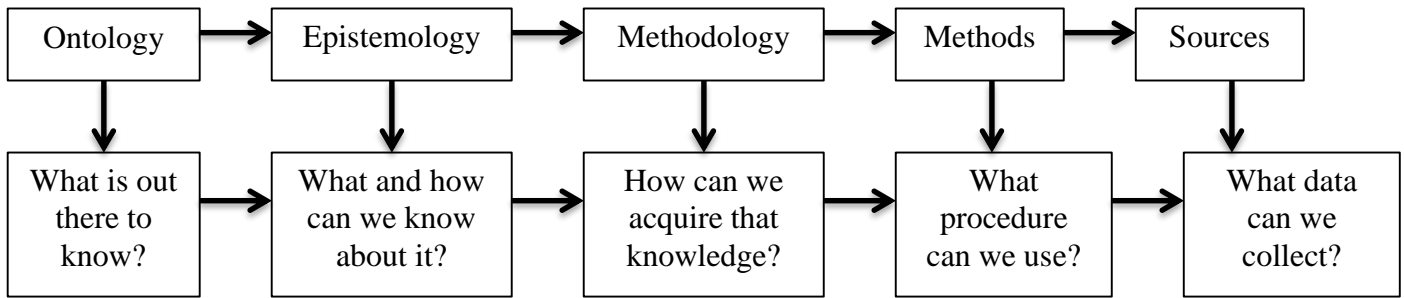 Ontology
Epistemology
Methodology
Methods
Sources
What is out
there to
know?
What and how
can we know
about it?
How can we
acquire that
knowledge?
What
procedure
can we use?
What data
can we
collect?